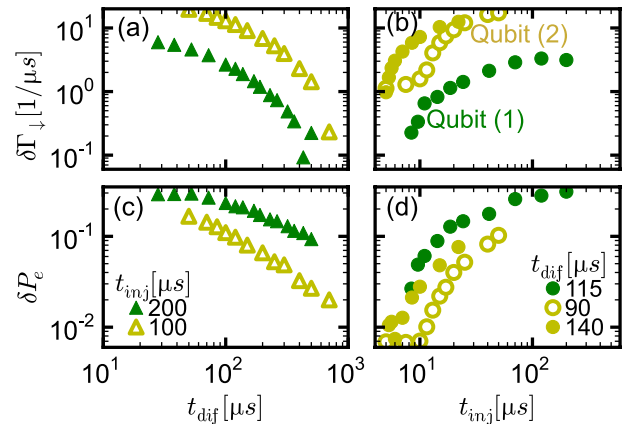 (a)
(b)
10¹
10⁰
10⁻¹
δΓ↓ [1/μs]
Qubit (2)
Qubit (1)
(c)
(d)
10⁻¹
10⁻²
δPₑ
t_inj[μs]
200
100
t_dif[μs]
115
90
140
10¹ 10² 10³
10¹ 10²
t_dif [μs]
t_inj [μs]